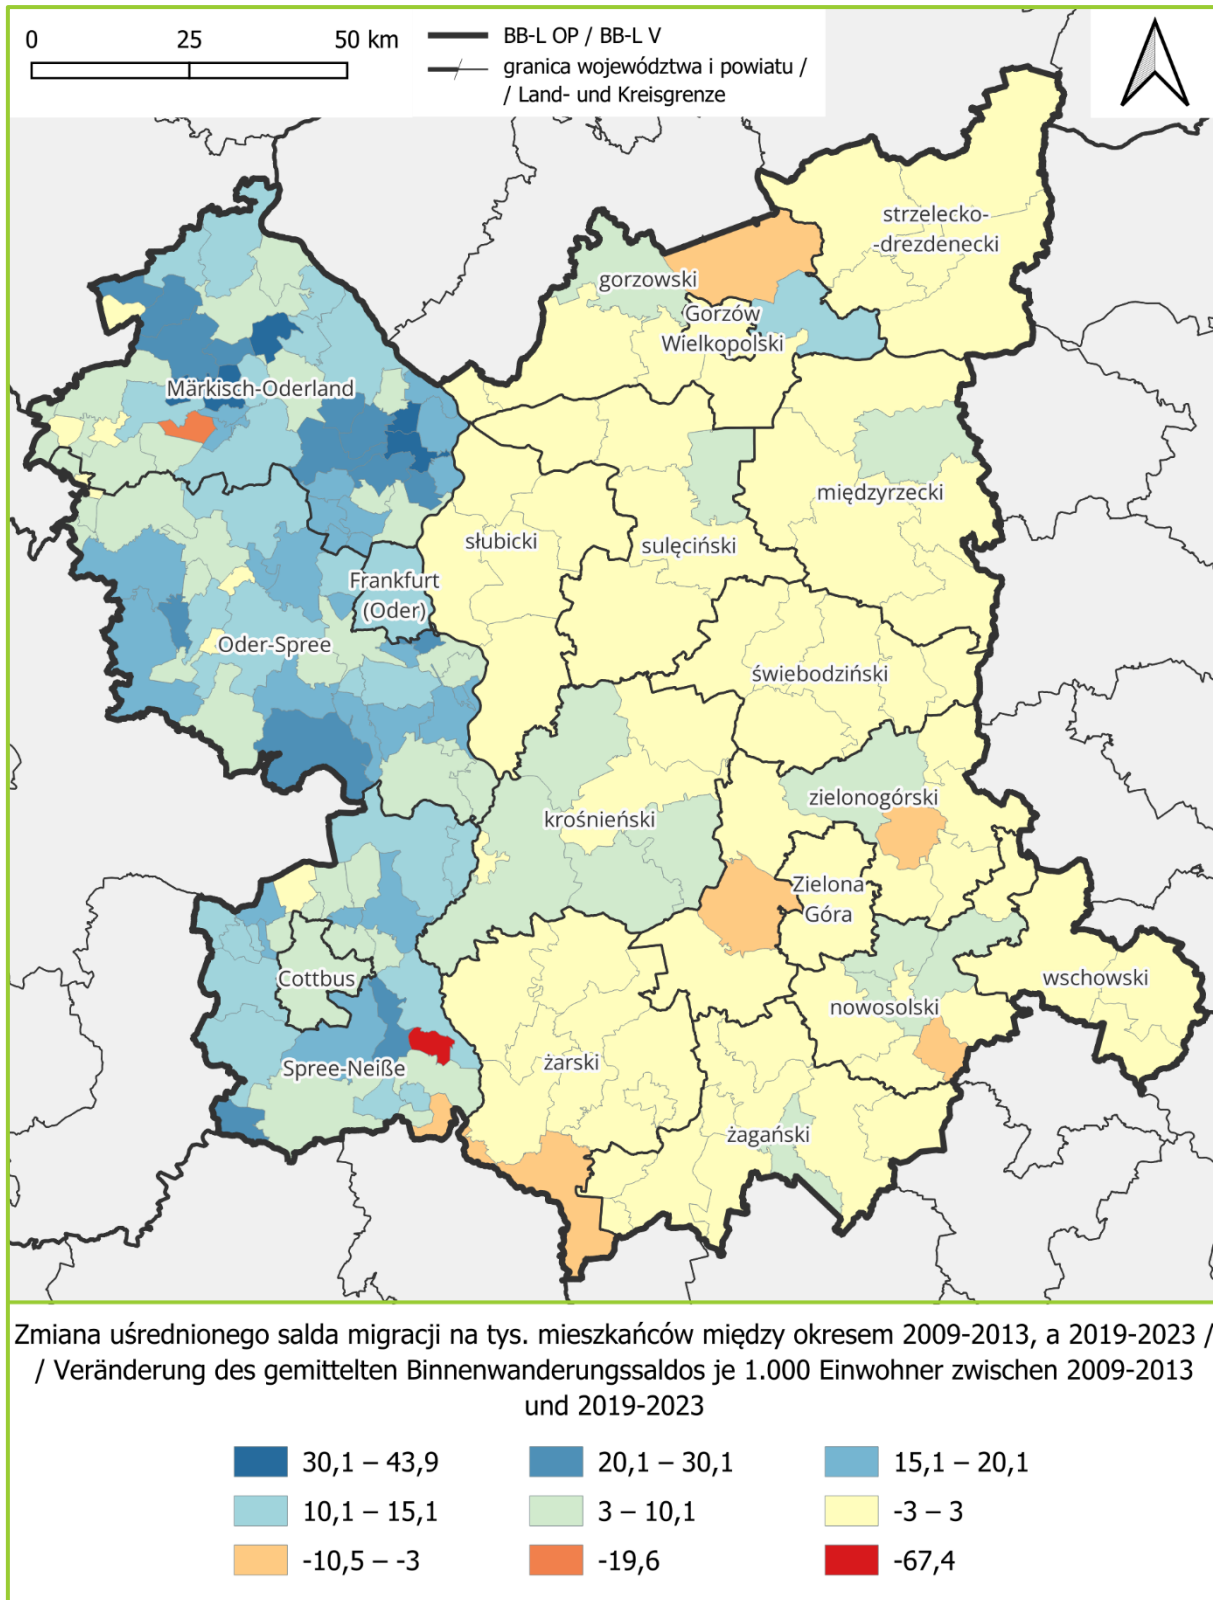 0 25 50 km
BB-L OP / BB-L V
granica województwa i powiatu /
/ Land- und Kreisgrenze
strzelecko-
-drezdenecki
gorzowski
Gorzów
Wielkopolski
Märkisch-Oderland
międzyrzecki
słubicki
sulęciński
Frankfurt
(Oder)
Oder-Spree
świebodziński
zielonogórski
krośnieński
Zielona
Góra
Cottbus
wschowski
nowosolski
Spree-Neiße
żarski
żagański
Zmiana uśrednionego salda migracji na tys. mieszkańców między okresem 2009-2013, a 2019-2023 /
/ Veränderung des gemittelten Binnenwanderungssaldos je 1.000 Einwohner zwischen 2009-2013
und 2019-2023
30,1 – 43,9
20,1 – 30,1
15,1 – 20,1
10,1 – 15,1
3 – 10,1
-3 – 3
-10,5 – -3
-19,6
-67,4